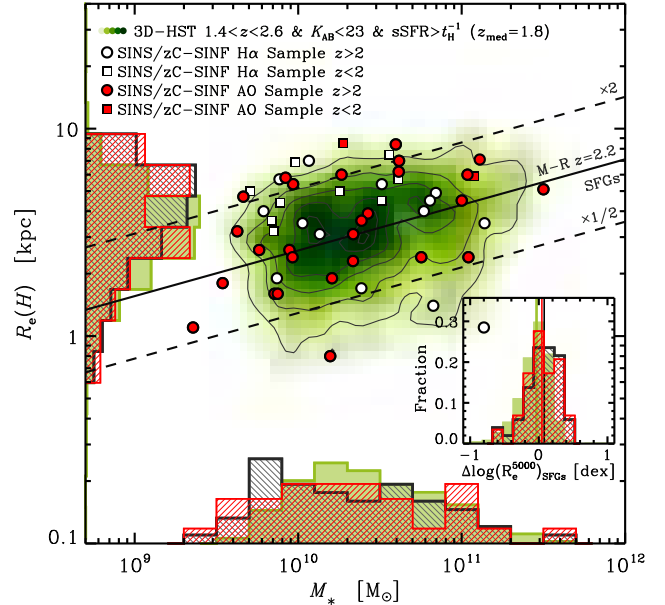 3D-HST 1.4<z<2.6 & K_AB<23 & sSFR>t_H^-1 (z_med=1.8)
SINS/zC-SINF Hα Sample z>2
SINS/zC-SINF Hα Sample z<2
SINS/zC-SINF AO Sample z>2
SINS/zC-SINF AO Sample z<2
×2
M-R z=2.2
SFGs
×1/2
10
1
0.1
R_e(H) [kpc]
0.3
0.2
0.1
0.0
Fraction
-1 0 1
Δlog(R_e^5000)_SFGs [dex]
10^9 10^10 10^11 10^12
M_* [M_⊙]